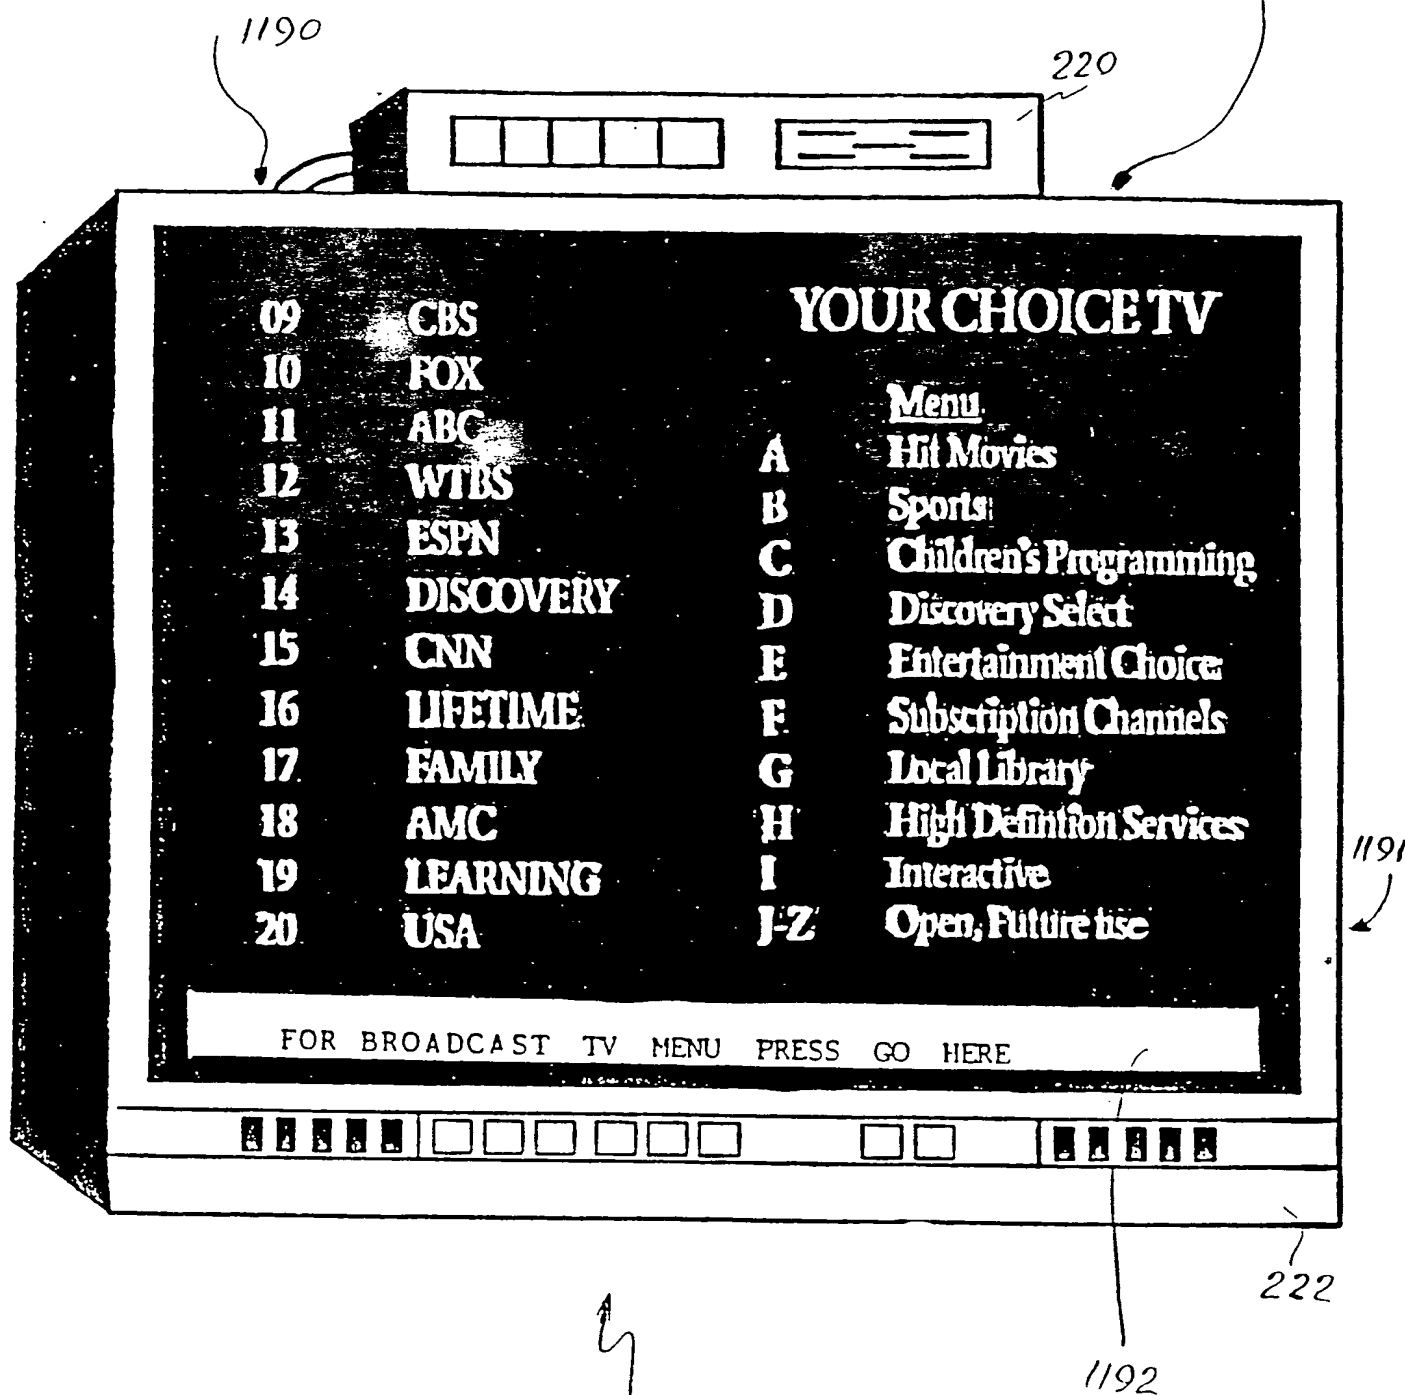 1190
220
09 CBS
10 FOX
11 ABC
12 WTBS
13 ESPN
14 DISCOVERY
15 CNN
16 LIFETIME
17 FAMILY
18 AMC
19 LEARNING
20 USA
YOUR CHOICE TV
Menu
A Hit Movies
B Sports
C Children's Programming
D Discovery Select
E Entertainment Choice
F Subscription Channels
G Local Library
H High Defintion Services
I Interactive
J-Z Open, Future use
1191
FOR BROADCAST TV MENU PRESS GO HERE
222
1192